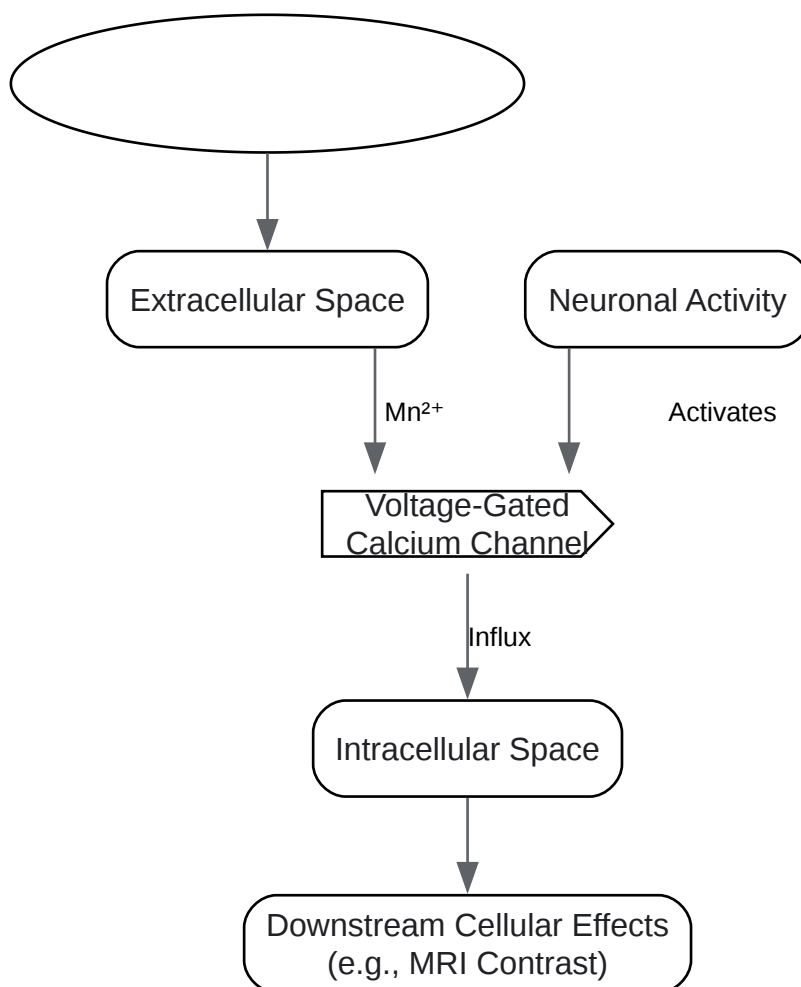 Extracellular Space
Neuronal Activity
Mn²⁺
Activates
Voltage-Gated
Calcium Channel
Influx
Intracellular Space
Downstream Cellular Effects
(e.g., MRI Contrast)